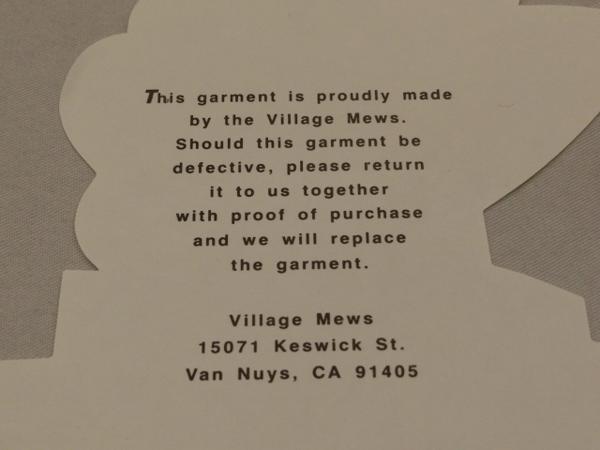 This garment is proudly made
by the Village Mews.
Should this garment be
defective, please return
it to us together
with proof of purchase
and we will replace
the garment.
Village Mews
15071 Keswick St.
Van Nuys, CA 91405